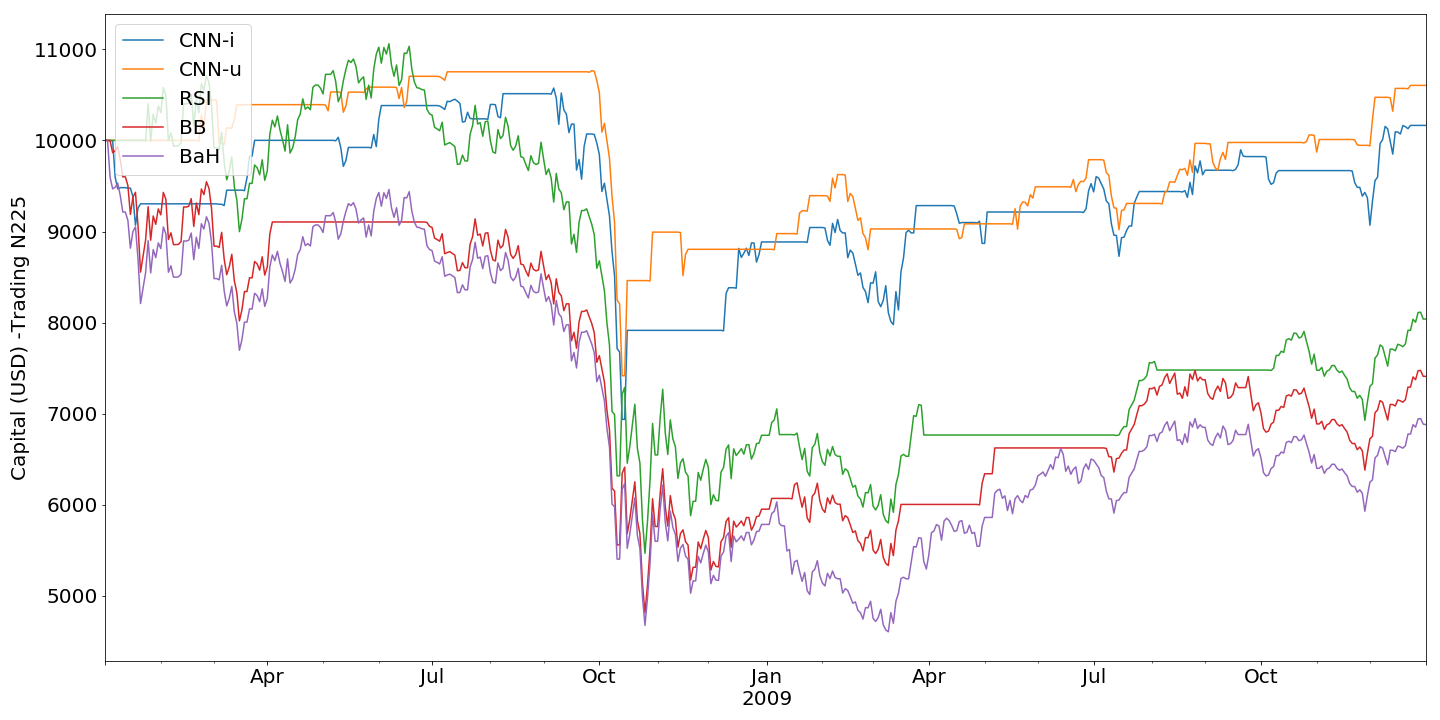 Capital (USD) -Trading N225
11000
10000
9000
8000
7000
6000
5000
CNN-i
CNN-u
RSI
BB
BaH
Apr
Jul
Oct
Jan
2009
Apr
Jul
Oct